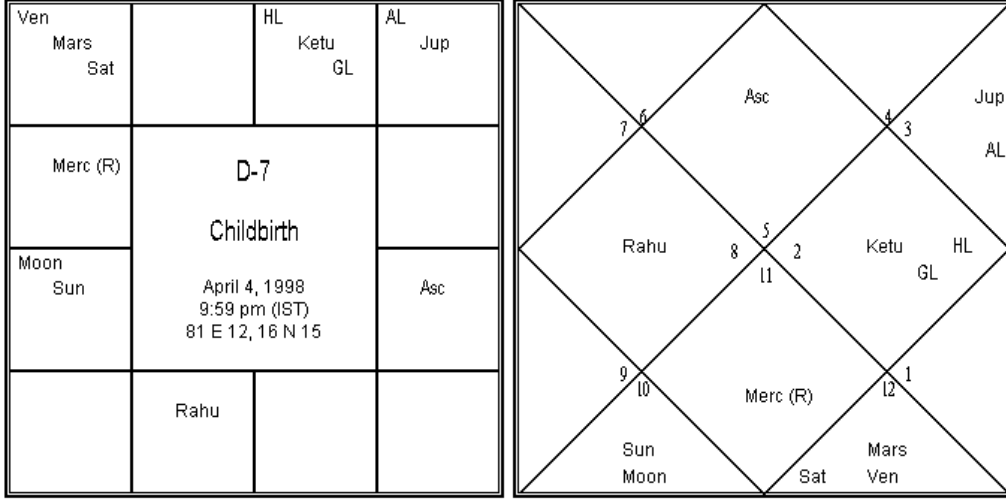 Ven
Mars
Sat
HL
Ketu
GL
AL
Jup
Merc (R)
D-7
Childbirth
April 4, 1998
9:59 pm (IST)
81 E 12, 16 N 15
Moon
Sun
Asc
Rahu
Asc
Jup
AL
6
7
4
3
Rahu
5
8
2
11
Ketu
HL
GL
9
10
1
12
Merc (R)
Sun
Moon
Mars
Sat
Ven